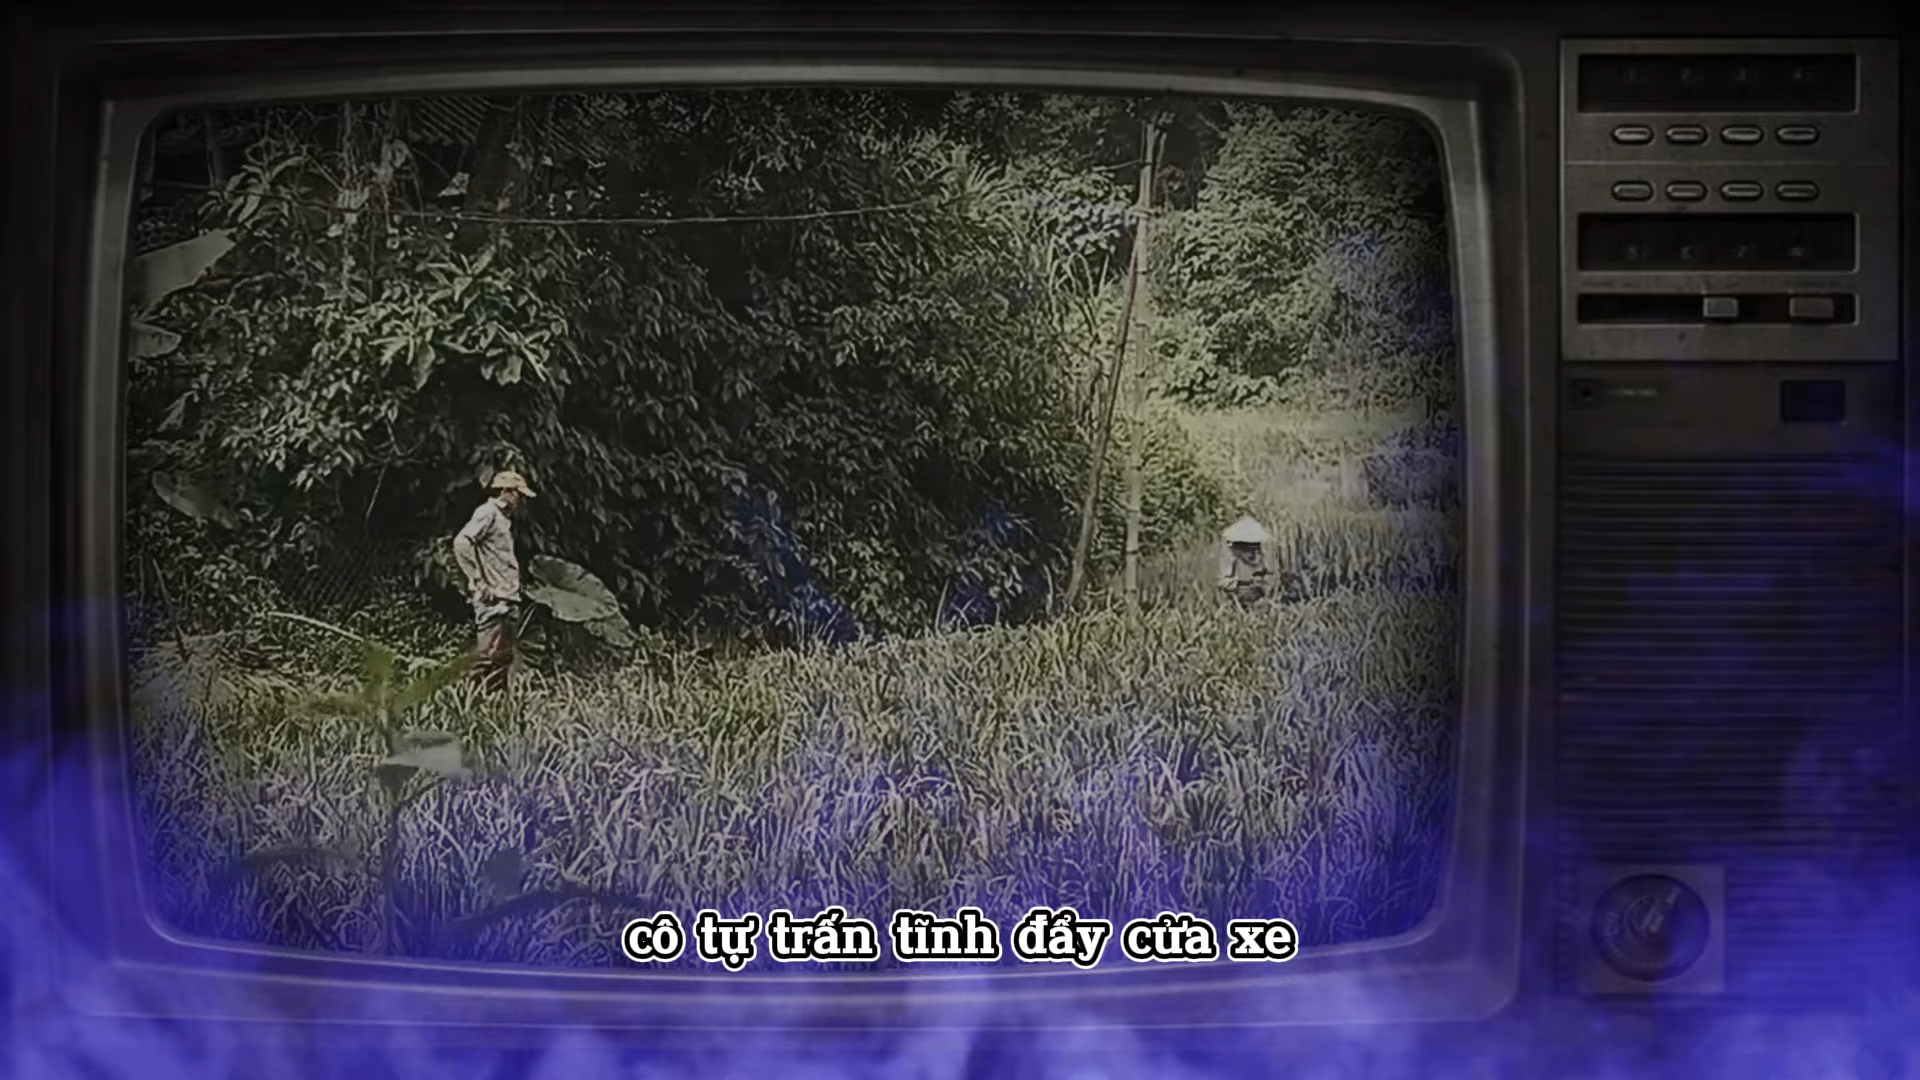 cô tự trấn tĩnh đẩy cửa xe